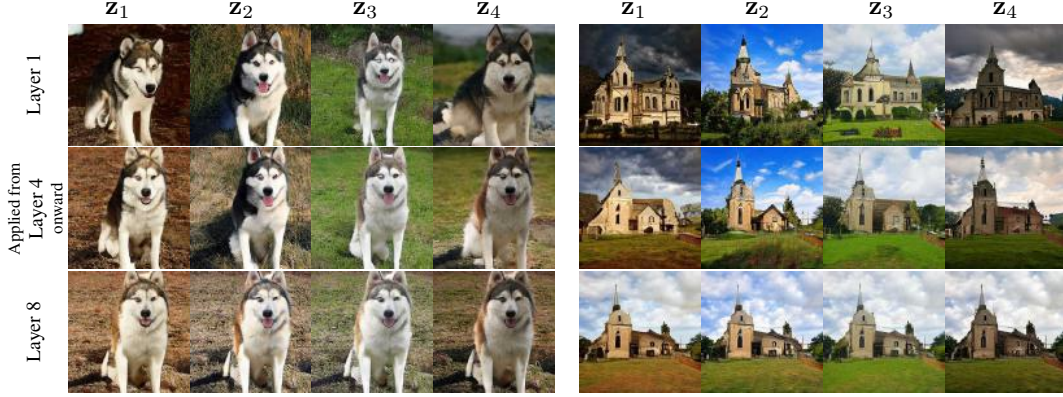 z1 z2 z3 z4 z1 z2 z3 z4
Layer 1
Applied from
Layer 4
onward
Layer 8